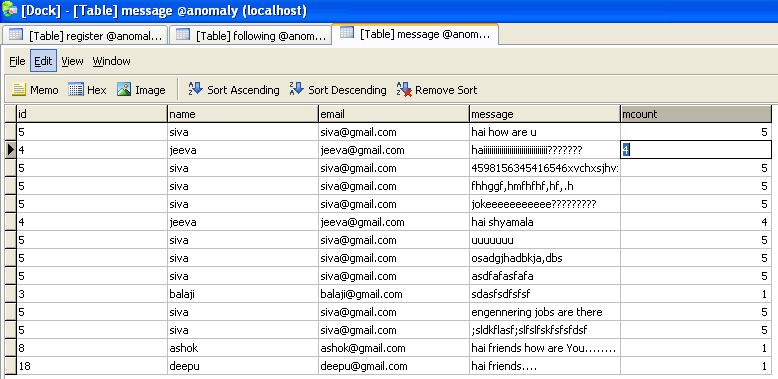 [Dock] - [Table] message @anomaly (localhost)
[Table] register @anomal... [Table] following @anom... [Table] message @anom...
File Edit View Window
Memo Hex Image Sort Ascending Sort Descending Remove Sort
id name email message mcount
5 siva siva@gmail.com hai how are u 5
4 jeeva jeeva@gmail.com 4
5 siva siva@gmail.com 4598156345416546xvchxsjhv: 5
5 siva siva@gmail.com fhhggf,hmfhfhf,hf,.h 5
5 siva siva@gmail.com jokeeeeeeeeeee????????? 5
4 jeeva jeeva@gmail.com hai shyamala 4
5 siva siva@gmail.com uuuuuuu 5
5 siva siva@gmail.com osadgjhadbkja,dbs 5
5 siva siva@gmail.com asdfafasfafa 5
3 balaji balaji@gmail.com sdasfsdfsfsf 1
5 siva siva@gmail.com engennering jobs are there 5
5 siva siva@gmail.com ;sldkflasf;slfslfskfsfsfdsf 5
8 ashok ashok@gmail.com hai friends how are You........ 1
18 deepu deepu@gmail.com hai friends.... 1